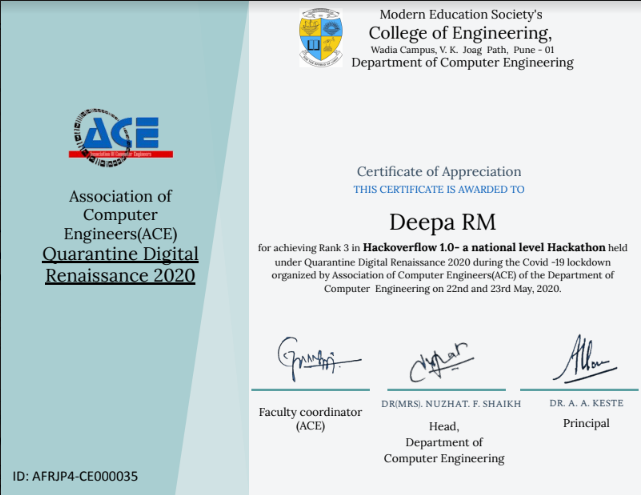 Modern Education Society's
College of Engineering,
Wadia Campus, V. K. Joag Path, Pune - 01
Department of Computer Engineering
ACE
Association of Computer Engineers
Association of
Computer
Engineers(ACE)
Quarantine Digital
Renaissance 2020
Certificate of Appreciation
THIS CERTIFICATE IS AWARDED TO
Deepa RM
for achieving Rank 3 in Hackoverflow 1.0- a national level Hackathon held
under Quarantine Digital Renaissance 2020 during the Covid -19 lockdown
organized by Association of Computer Engineers(ACE) of the Department of
Computer Engineering on 22nd and 23rd May, 2020.
Faculty coordinator
(ACE)
DR(MRS). NUZHAT. F. SHAIKH
Head,
Department of
Computer Engineering
DR. A. A. KESTE
Principal
ID: AFRJP4-CE000035